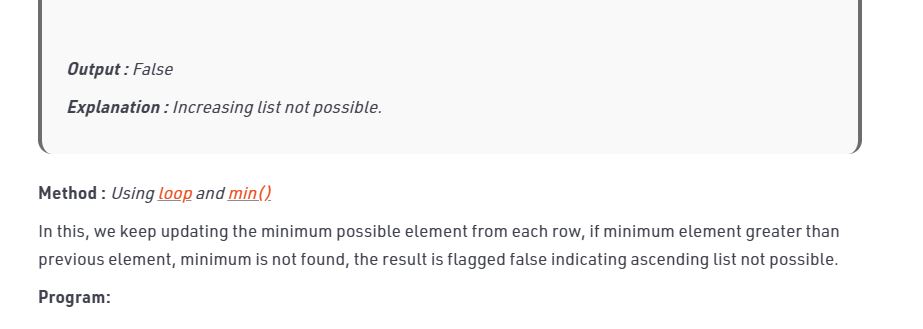 Output : False
Explanation : Increasing list not possible.
Method : Using loop and min()
In this, we keep updating the minimum possible element from each row, if minimum element greater than
previous element, minimum is not found, the result is flagged false indicating ascending list not possible.
Program: